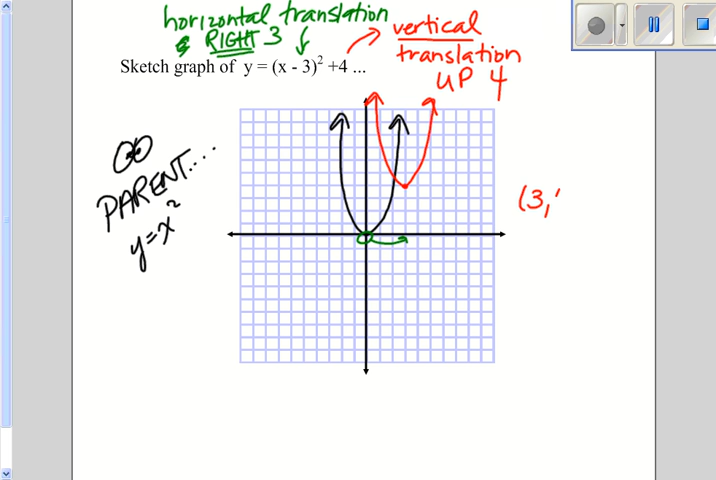 horizontal translation
RIGHT 3
vertical
translation
UP 4
Sketch graph of y = (x - 3)² +4 ...
PARENT....
y=x²
(3,